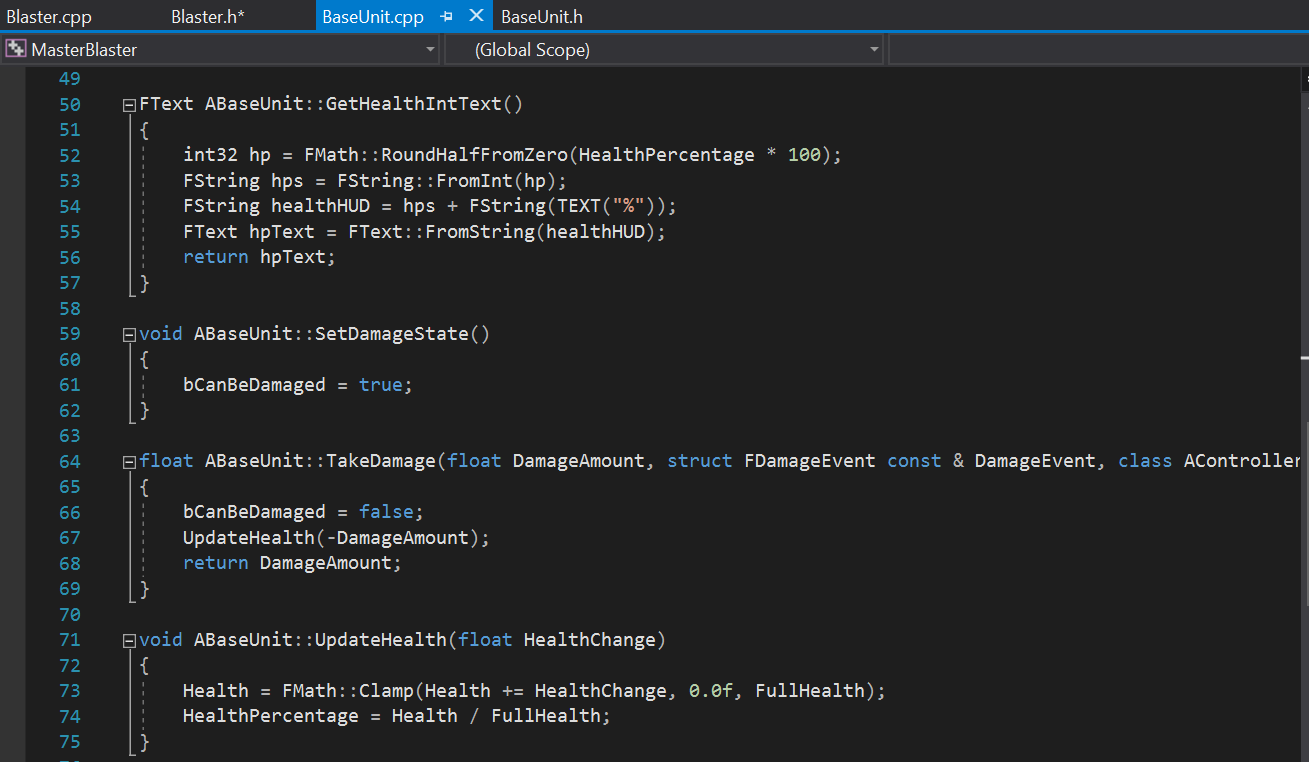 Blaster.cpp Blaster.h* BaseUnit.cpp BaseUnit.h
MasterBlaster (Global Scope)
49
50 FText ABaseUnit::GetHealthIntText()
51 {
52 int32 hp = FMath::RoundHalfFromZero(HealthPercentage * 100);
53 FString hps = FString::FromInt(hp);
54 FString healthHUD = hps + FString(TEXT("%"));
55 FText hpText = FText::FromString(healthHUD);
56 return hpText;
57 }
58
59 void ABaseUnit::SetDamageState()
60 {
61 bCanBeDamaged = true;
62 }
63
64 float ABaseUnit::TakeDamage(float DamageAmount, struct FDamageEvent const & DamageEvent, class AController
65 {
66 bCanBeDamaged = false;
67 UpdateHealth(-DamageAmount);
68 return DamageAmount;
69 }
70
71 void ABaseUnit::UpdateHealth(float HealthChange)
72 {
73 Health = FMath::Clamp(Health += HealthChange, 0.0f, FullHealth);
74 HealthPercentage = Health / FullHealth;
75 }